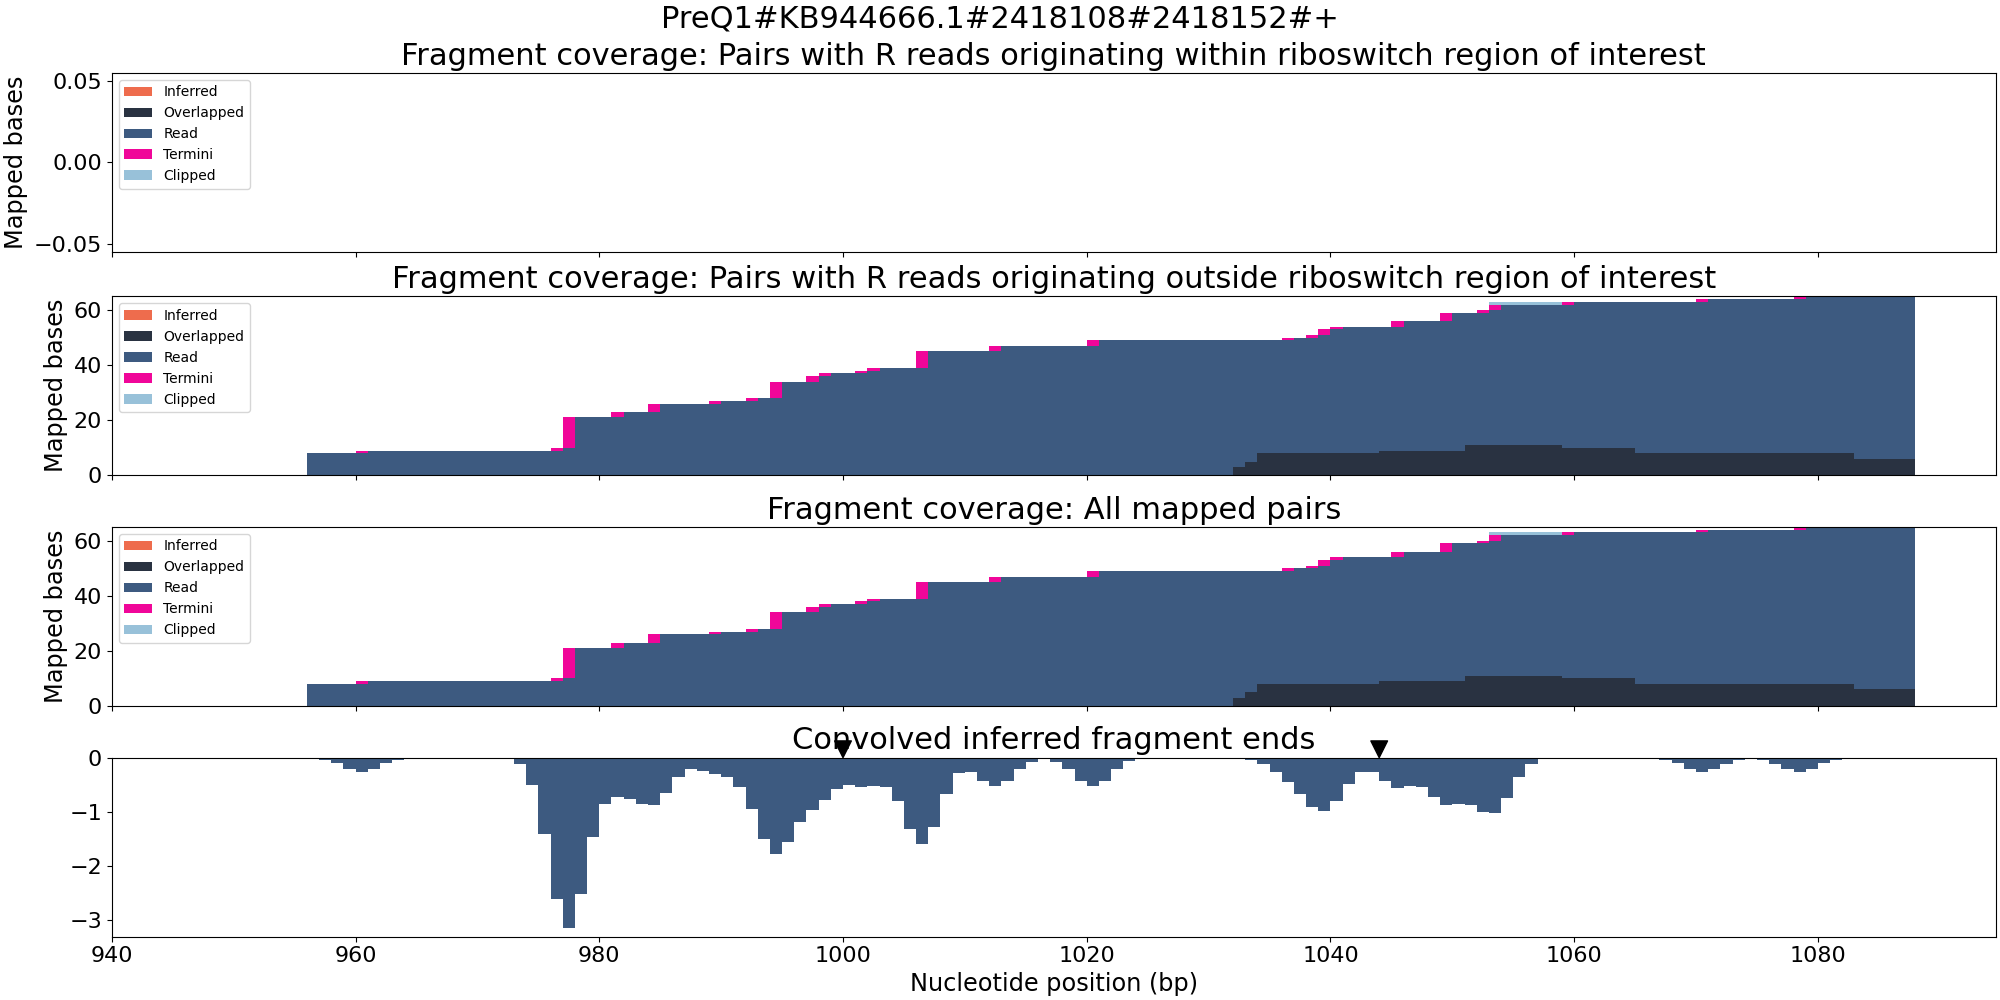 PreQ1#KB944666.1#2418108#2418152#+
Fragment coverage: Pairs with R reads originating within riboswitch region of interest
Mapped bases
0.05
0.00
−0.05
Inferred
Overlapped
Read
Termini
Clipped
Fragment coverage: Pairs with R reads originating outside riboswitch region of interest
Mapped bases
60
40
20
0
Inferred
Overlapped
Read
Termini
Clipped
Fragment coverage: All mapped pairs
Mapped bases
60
40
20
0
Inferred
Overlapped
Read
Termini
Clipped
Convolved inferred fragment ends
0
−1
−2
−3
940 960 980 1000 1020 1040 1060 1080
Nucleotide position (bp)